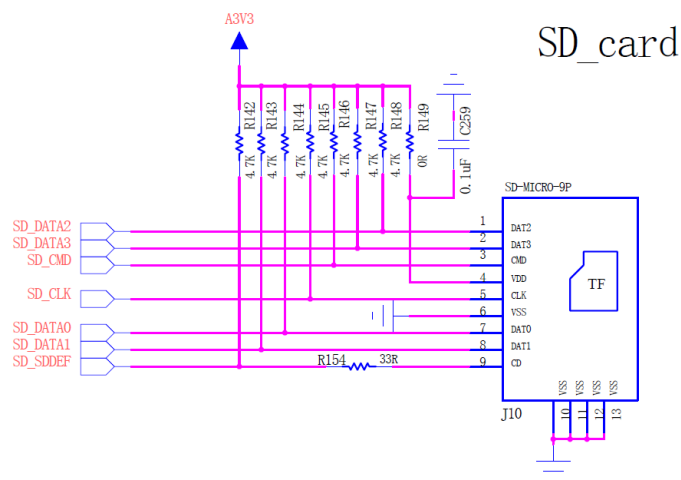 A3V3
SD_card
R142
R143
R144
R145
R146
R147
R148
R149
C259
4.7K
4.7K
4.7K
4.7K
4.7K
4.7K
4.7K
0R
0.1uF
SD-MICRO-9P
SD_DATA2
1
DAT2
SD_DATA3
2
DAT3
SD_CMD
3
CMD
4
VDD
TF
SD_CLK
5
CLK
6
VSS
SD_DATA0
7
DAT0
SD_DATA1
8
DAT1
SD_SDDEF
R154
33R
9
CD
VSS
VSS
VSS
VSS
J10
10
11
12
13